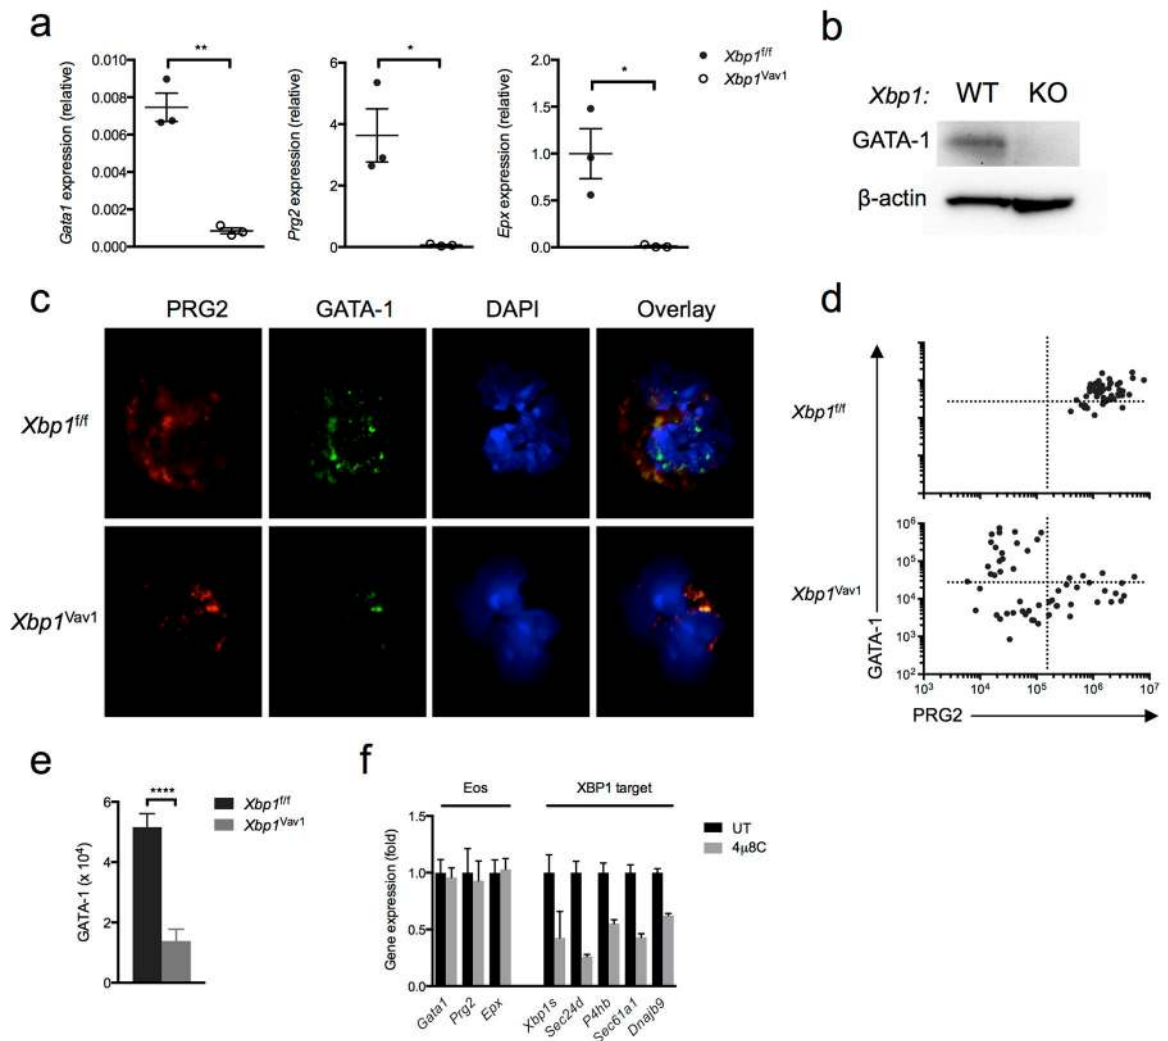 a
Gata1 expression (relative)
0.010
0.008
0.006
0.004
0.002
0.000
**
Prg2 expression (relative)
6
4
2
0
*
Epx expression (relative)
2.0
1.5
1.0
0.5
0.0
*
Xbp1f/f
Xbp1Vav1
b
Xbp1: WT KO
GATA-1
β-actin
c
PRG2 GATA-1 DAPI Overlay
Xbp1f/f
Xbp1Vav1
d
Xbp1f/f
Xbp1Vav1
GATA-1
10⁶
10⁵
10⁴
10³
10²
10³ 10⁴ 10⁵ 10⁶ 10⁷
PRG2
e
GATA-1 (x 10⁴)
6
4
2
0
****
Xbp1f/f
Xbp1Vav1
f
Eos XBP1 target
Gene expression (fold)
1.5
1.0
0.5
0.0
UT
4μ8C
Gata1 Prg2 Epx Xbp1s Sec24d P4hb Sec61a1 Dnajb9